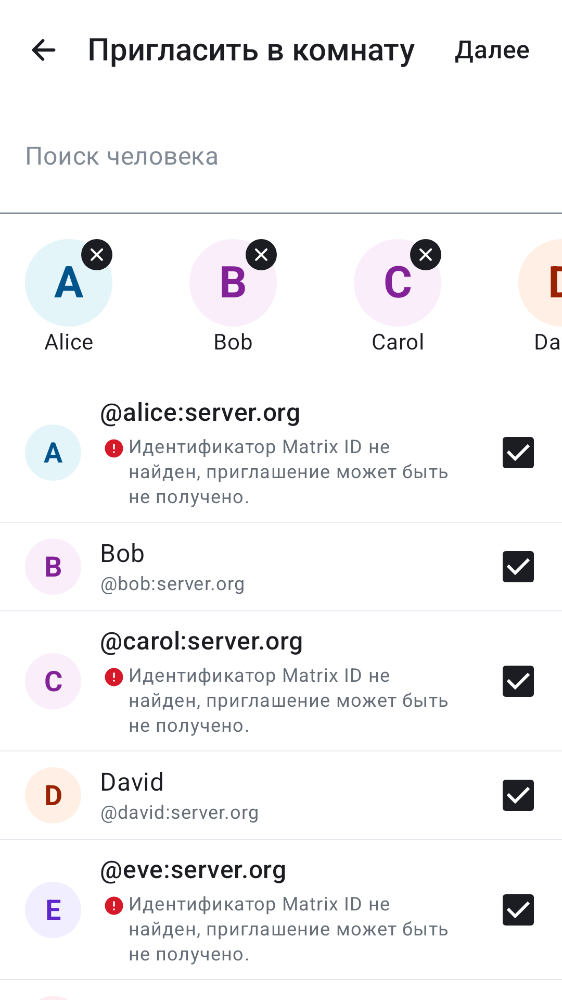 Пригласить в комнату
Далее
Поиск человека
A
B
C
D
Alice
Bob
Carol
Da
A
@alice:server.org
Идентификатор Matrix ID не
найден, приглашение может быть
не получено.
B
Bob
@bob:server.org
C
@carol:server.org
Идентификатор Matrix ID не
найден, приглашение может быть
не получено.
D
David
@david:server.org
E
@eve:server.org
Идентификатор Matrix ID не
найден, приглашение может быть
не получено.